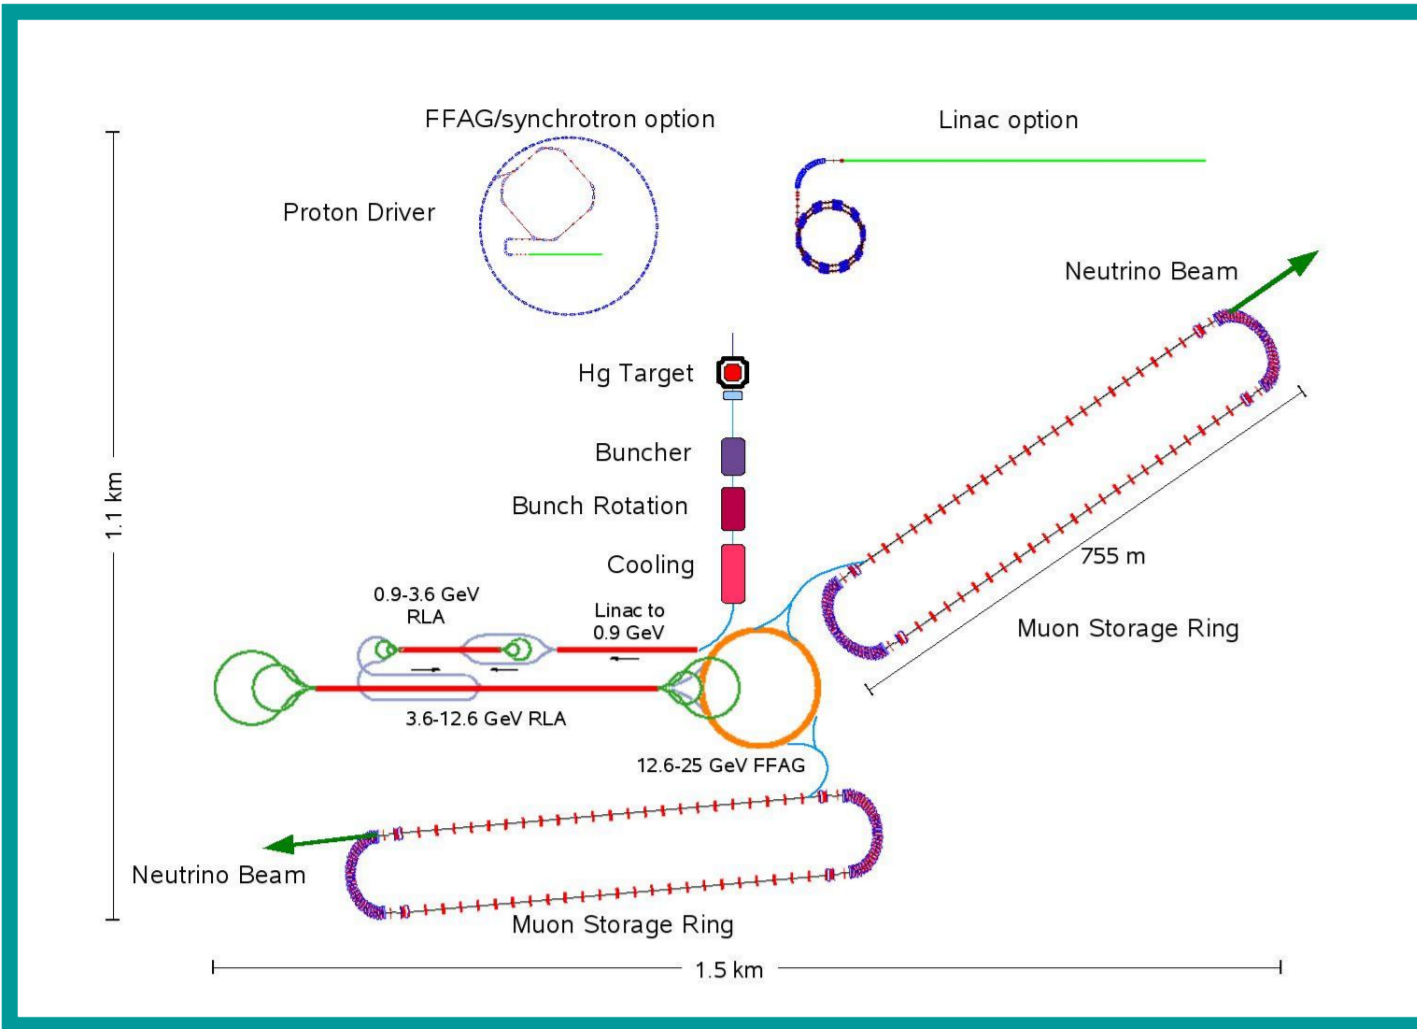 FFAG/synchrotron option
Linac option
Proton Driver
Neutrino Beam
Hg Target
Buncher
Bunch Rotation
1.1 km
755 m
Cooling
0.9-3.6 GeV
RLA
Linac to
0.9 GeV
Muon Storage Ring
3.6-12.6 GeV RLA
12.6-25 GeV FFAG
Neutrino Beam
Muon Storage Ring
1.5 km